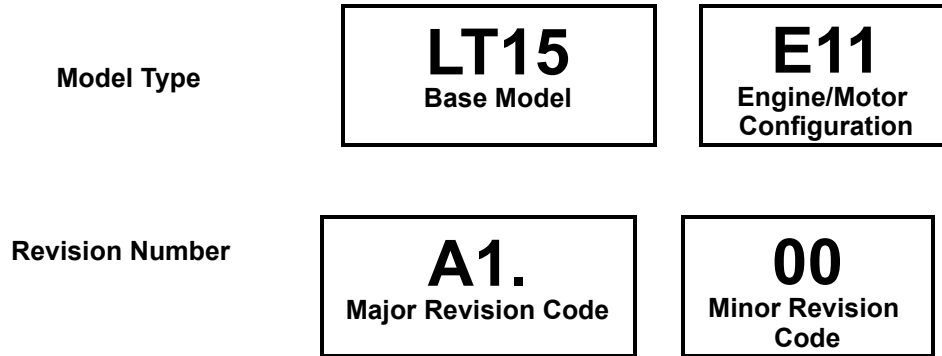 Model Type
LT15
Base Model
E11
Engine/Motor
Configuration
Revision Number
A1.
Major Revision Code
00
Minor Revision
Code